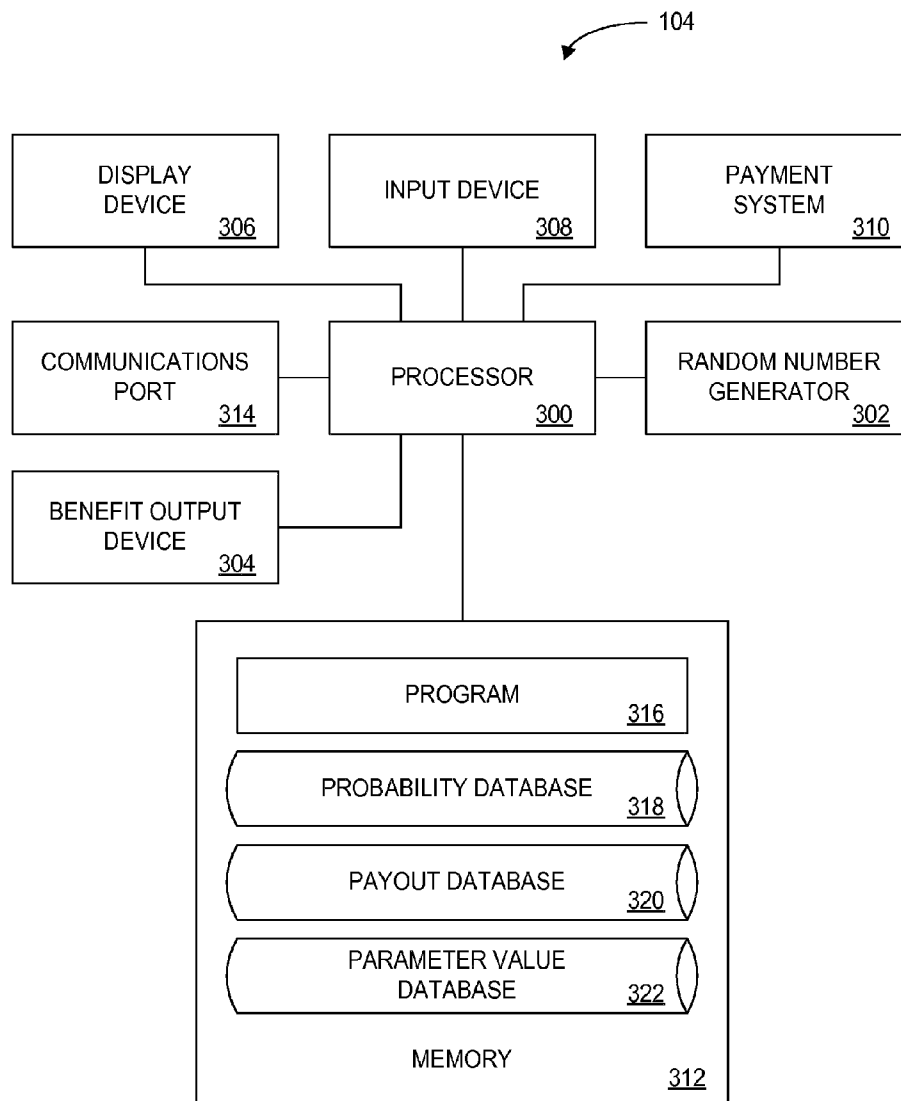 104
DISPLAY
DEVICE
306
INPUT DEVICE
308
PAYMENT
SYSTEM
310
COMMUNICATIONS
PORT
314
PROCESSOR
300
RANDOM NUMBER
GENERATOR
302
BENEFIT OUTPUT
DEVICE
304
PROGRAM
316
PROBABILITY DATABASE
318
PAYOUT DATABASE
320
PARAMETER VALUE
DATABASE
322
MEMORY
312